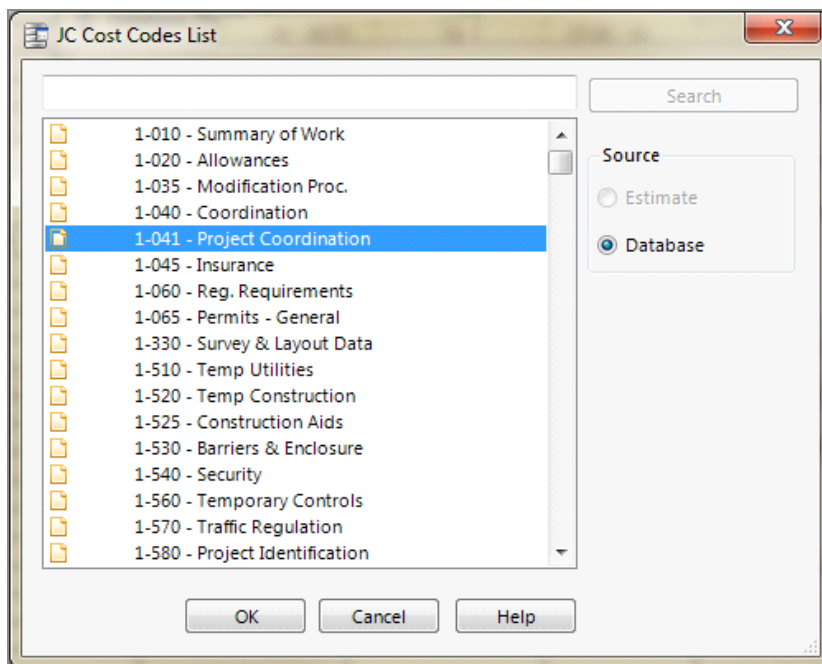 JC Cost Codes List
Search
1-010 - Summary of Work
1-020 - Allowances
1-035 - Modification Proc.
1-040 - Coordination
1-041 - Project Coordination
1-045 - Insurance
1-060 - Reg. Requirements
1-065 - Permits - General
1-330 - Survey & Layout Data
1-510 - Temp Utilities
1-520 - Temp Construction
1-525 - Construction Aids
1-530 - Barriers & Enclosure
1-540 - Security
1-560 - Temporary Controls
1-570 - Traffic Regulation
1-580 - Project Identification
Source
Estimate
Database
OK Cancel Help